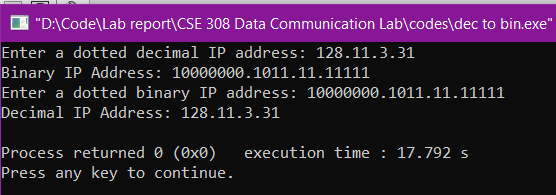 "D:\Code\Lab report\CSE 308 Data Communication Lab\codes\dec to bin.exe"
Enter a dotted decimal IP address: 128.11.3.31
Binary IP Address: 10000000.1011.11.11111
Enter a dotted binary IP address: 10000000.1011.11.11111
Decimal IP Address: 128.11.3.31
Process returned 0 (0x0)   execution time : 17.792 s
Press any key to continue.